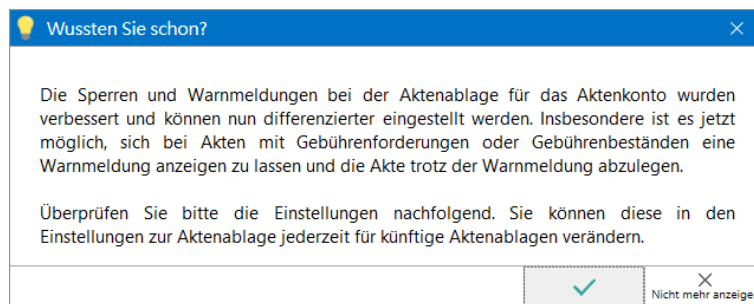 Wussten Sie schon?
Die Sperren und Warnmeldungen bei der Aktenablage für das Aktenkonto wurden
verbessert und können nun differenzierter eingestellt werden. Insbesondere ist es jetzt
möglich, sich bei Akten mit Gebührenforderungen oder Gebührenbeständen eine
Warnmeldung anzeigen zu lassen und die Akte trotz der Warnmeldung abzulegen.
Überprüfen Sie bitte die Einstellungen nachfolgend. Sie können diese in den
Einstellungen zur Aktenablage jederzeit für künftige Aktenablagen verändern.
Nicht mehr anzeige